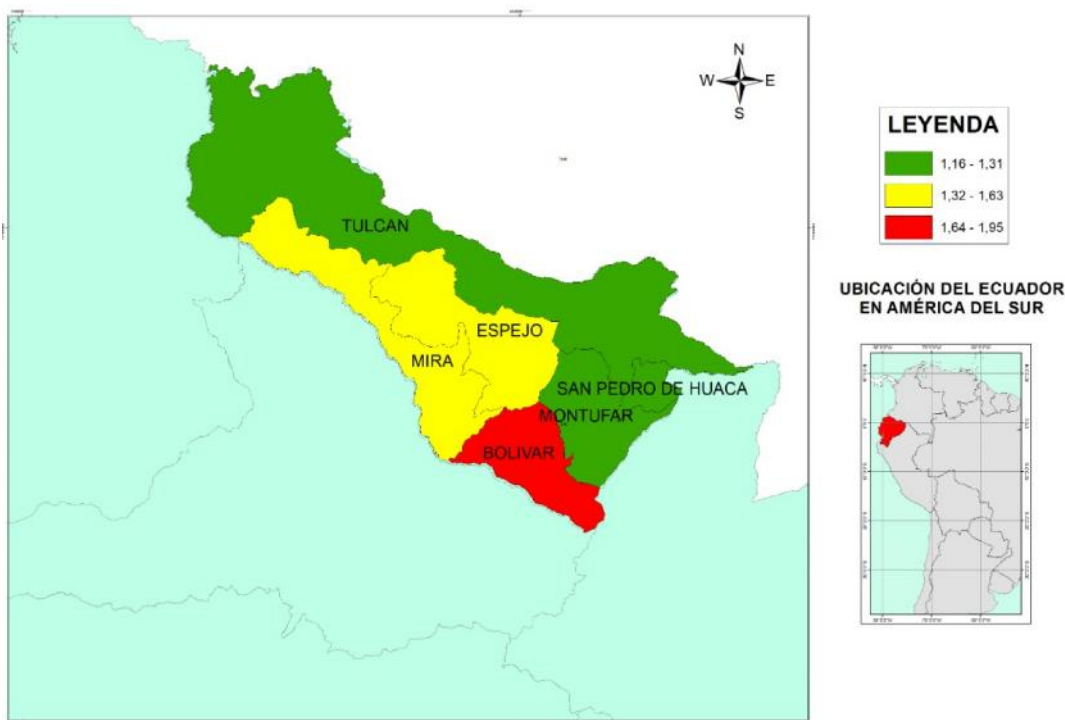 N
W E
S
TULCAN
ESPEJO
MIRA
SAN PEDRO DE HUACA
MONTUFAR
BOLIVAR
LEYENDA
1,16 - 1,31
1,32 - 1,63
1,64 - 1,95
UBICACIÓN DEL ECUADOR
EN AMÉRICA DEL SUR